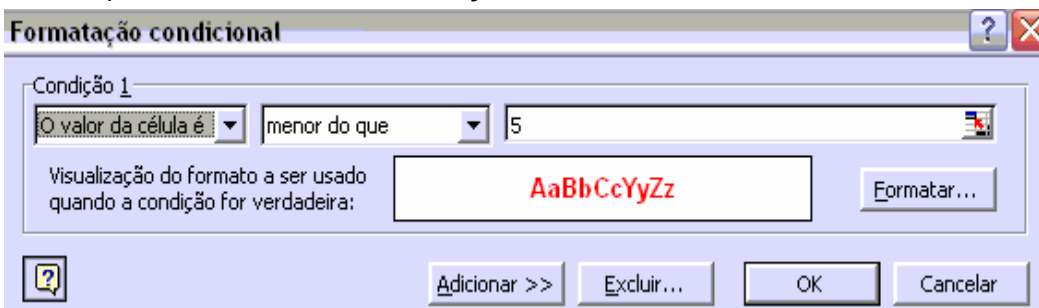 Formatação condicional
?
Condição 1
O valor da célula é
menor do que
5
Visualização do formato a ser usado
quando a condição for verdadeira:
AaBbCcYyZz
Formatar...
?
Adicionar >>
Excluir...
OK
Cancelar